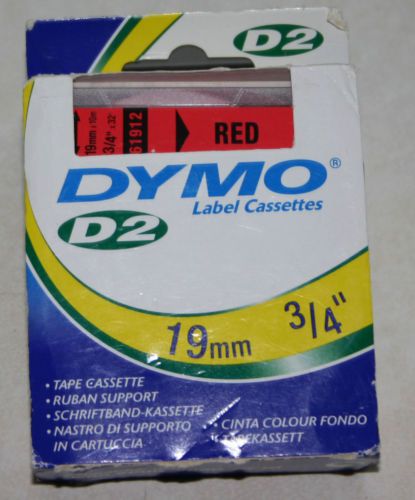 D2
19mm x 10m
3/4" x 32'
61912
RED
DYMO®
Label Cassettes
D2
19mm 3/4"
• TAPE CASSETTE
• RUBAN SUPPORT
• SCHRIFTBAND-KASSETTE
• NASTRO DI SUPPORTO
IN CARTUCCIA
• CINTA COLOUR FONDO
• TAPEKASSETT